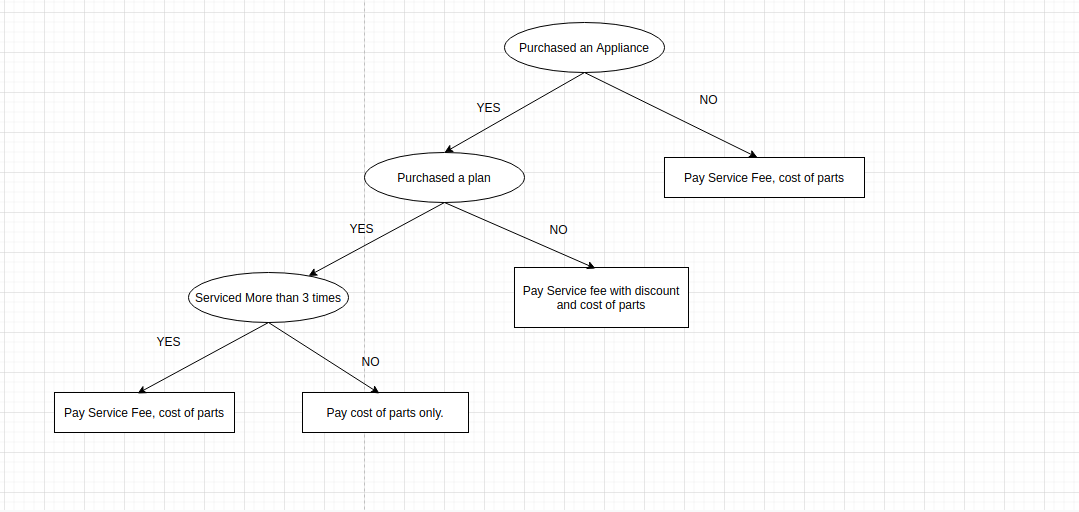 Purchased an Appliance
YES
NO
Purchased a plan
Pay Service Fee, cost of parts
YES
NO
Serviced More than 3 times
Pay Service fee with discount
and cost of parts
YES
NO
Pay Service Fee, cost of parts
Pay cost of parts only.